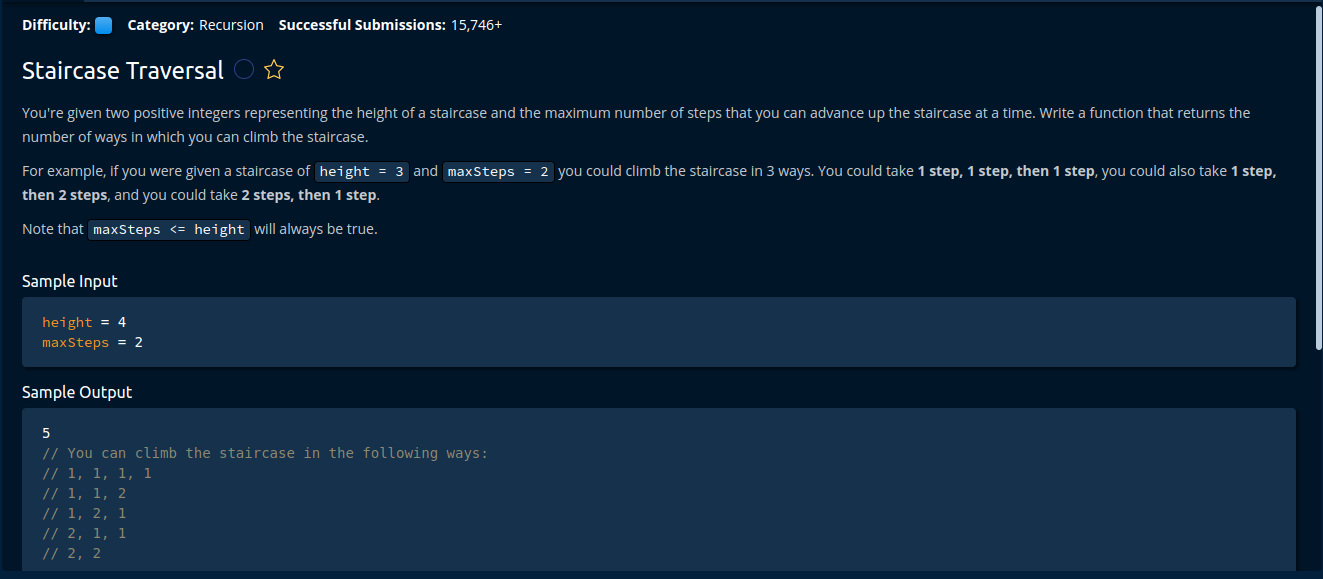 Difficulty: Category: Recursion Successful Submissions: 15,746+
Staircase Traversal
You're given two positive integers representing the height of a staircase and the maximum number of steps that you can advance up the staircase at a time. Write a function that returns the
number of ways in which you can climb the staircase.
For example, if you were given a staircase of height = 3 and maxSteps = 2 you could climb the staircase in 3 ways. You could take 1 step, 1 step, then 1 step, you could also take 1 step,
then 2 steps, and you could take 2 steps, then 1 step.
Note that maxSteps <= height will always be true.
Sample Input
height = 4
maxSteps = 2
Sample Output
5
// You can climb the staircase in the following ways:
// 1, 1, 1, 1
// 1, 1, 2
// 1, 2, 1
// 2, 1, 1
// 2, 2